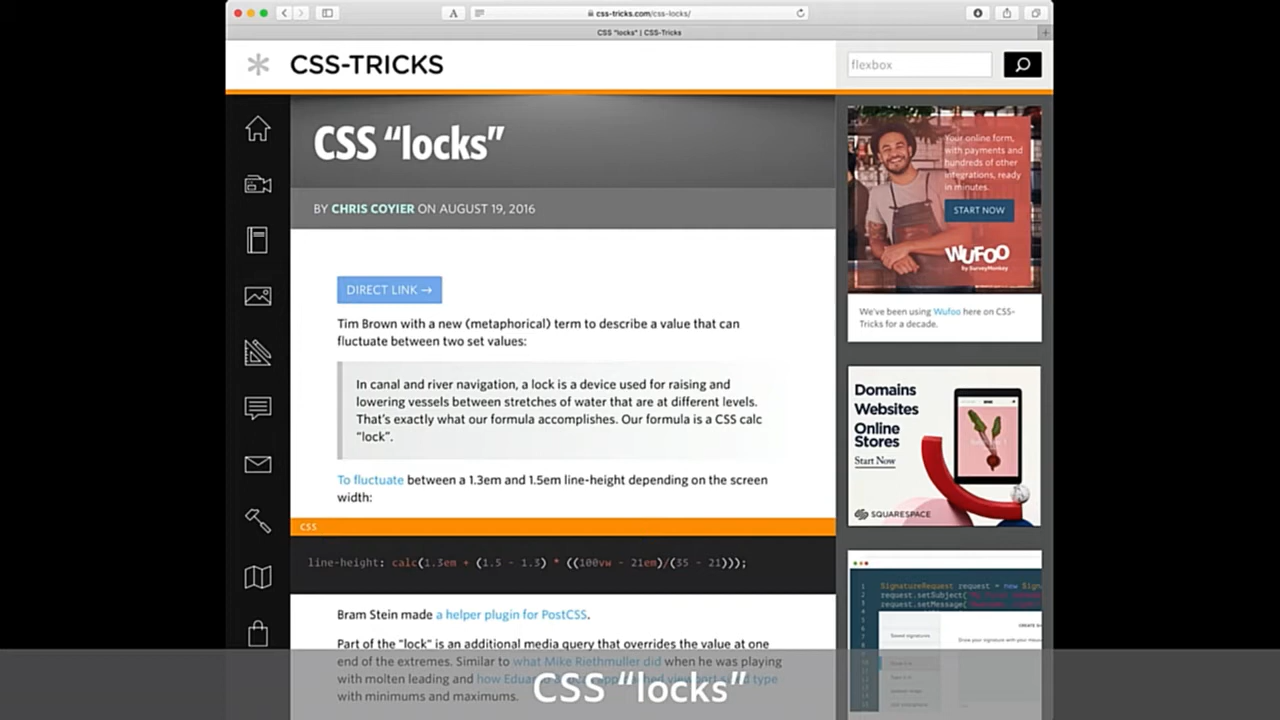 css-tricks.com/css-locks/
CSS "locks" | CSS-Tricks
CSS-TRICKS
flexbox
CSS “locks”
BY CHRIS COYIER ON AUGUST 19, 2016
DIRECT LINK →
Tim Brown with a new (metaphorical) term to describe a value that can
fluctuate between two set values:
In canal and river navigation, a lock is a device used for raising and
lowering vessels between stretches of water that are at different levels.
That’s exactly what our formula accomplishes. Our formula is a CSS calc
“lock”.
To fluctuate between a 1.3em and 1.5em line-height depending on the screen
width:
CSS
line-height: calc(1.3em + (1.5 - 1.3) * ((100vw - 21em)/(35 - 21)));
Bram Stein made a helper plugin for PostCSS.
Part of the “lock” is an additional media query that overrides the value at one
end of the extremes. Similar to what Mike Riethmuller did when he was playing
with molten leading and how Eduardo
type
with minimums and maximums.
Your online form,
with payments and
hundreds of other
integrations, ready
in minutes.
START NOW
WUFOO
by SurveyMonkey
We've been using Wufoo here on CSS-
Tricks for a decade.
Domains
Websites
Online
Stores
Start Now
SQUARESPACE
1 SignatureRequest request = new Sign
2 request.setSubject(
3 request.setMessage(
CSS “locks”